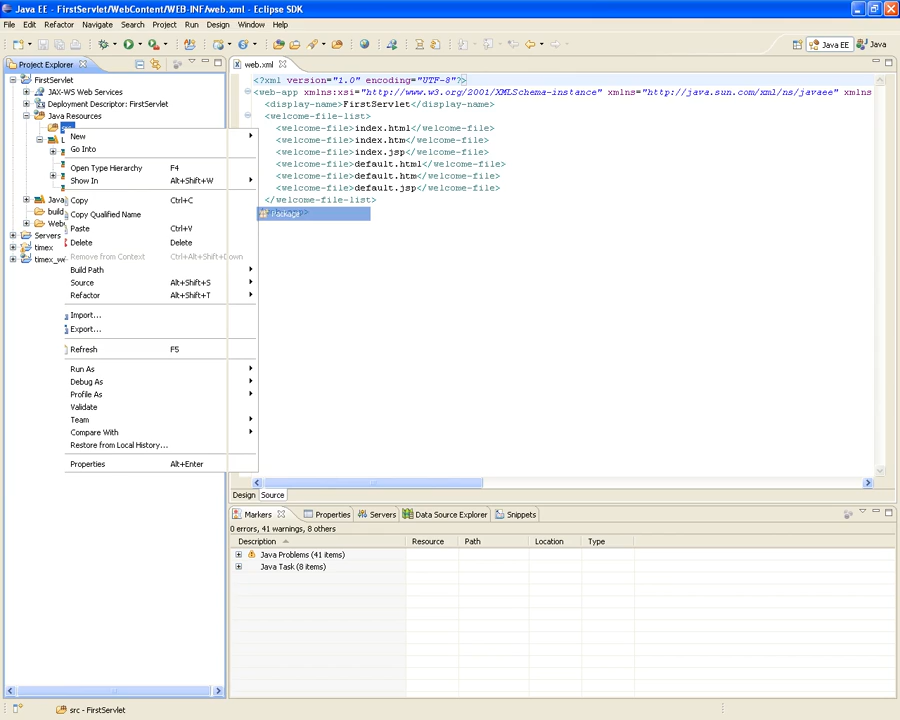 Java EE - FirstServlet/WebContent/WEB-INF/web.xml - Eclipse SDK
File Edit Refactor Navigate Search Project Run Design Window Help
Java EE Java
Project Explorer
web.xml
FirstServlet
JAX-WS Web Services
Deployment Descriptor: FirstServlet
Java Resources
src
L
Java
build
Web
Servers
timex
timex_w
New
Go Into
Open Type Hierarchy F4
Show In Alt+Shift+W
Copy Ctrl+C
Copy Qualified Name
Paste Ctrl+V
Delete Delete
Remove from Context Ctrl+Alt+Shift+Down
Build Path
Source Alt+Shift+S
Refactor Alt+Shift+T
Import...
Export...
Refresh F5
Run As
Debug As
Profile As
Validate
Team
Compare With
Restore from Local History...
Properties Alt+Enter
Package
<?xml version="1.0" encoding="UTF-8"?>
<web-app xmlns:xsi="http://www.w3.org/2001/XMLSchema-instance" xmlns="http://java.sun.com/xml/ns/javaee" xmlns
<display-name>FirstServlet</display-name>
<welcome-file-list>
<welcome-file>index.html</welcome-file>
<welcome-file>index.htm</welcome-file>
<welcome-file>index.jsp</welcome-file>
<welcome-file>default.html</welcome-file>
<welcome-file>default.htm</welcome-file>
<welcome-file>default.jsp</welcome-file>
</welcome-file-list>
Design Source
Markers Properties Servers Data Source Explorer Snippets
0 errors, 41 warnings, 8 others
Description Resource Path Location Type
Java Problems (41 items)
Java Task (8 items)
src - FirstServlet